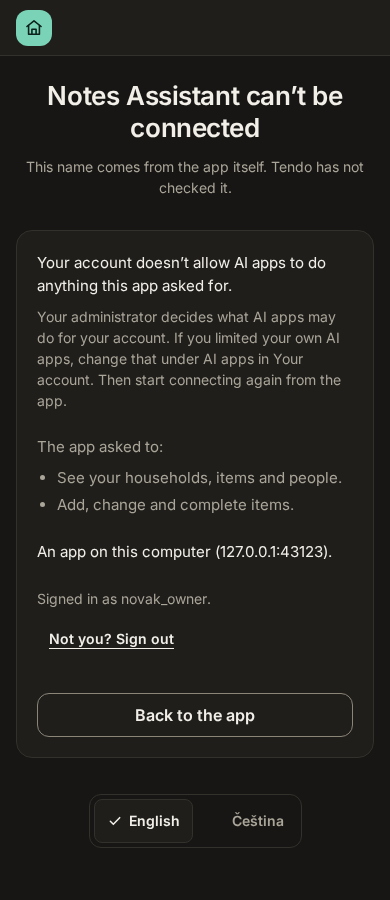 Notes Assistant can’t be
connected
This name comes from the app itself. Tendo has not
checked it.
Your account doesn’t allow AI apps to do
anything this app asked for.
Your administrator decides what AI apps may
do for your account. If you limited your own AI
apps, change that under AI apps in Your
account. Then start connecting again from the
app.
The app asked to:
• See your households, items and people.
• Add, change and complete items.
An app on this computer (127.0.0.1:43123).
Signed in as novak_owner.
Not you? Sign out
Back to the app
English
Čeština